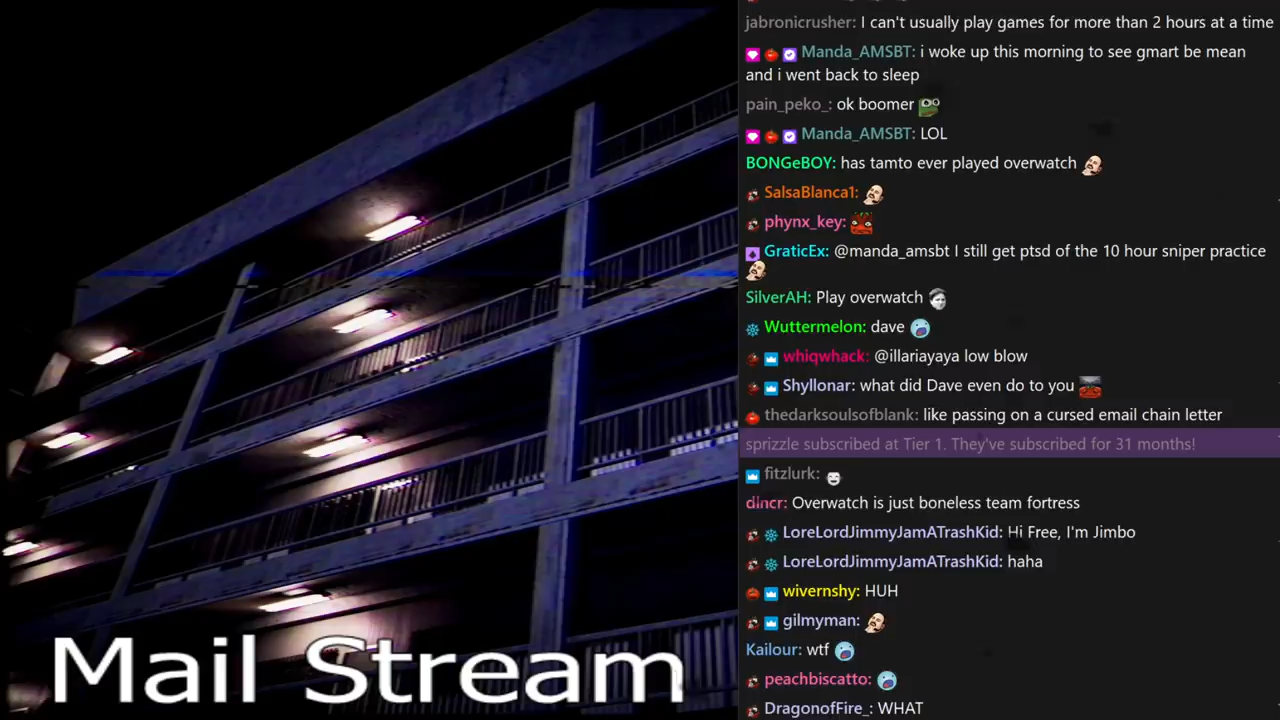 jabronicrusher: I can't usually play games for more than 2 hours at a time
Manda_AMSBT: i woke up this morning to see gmart be mean
and i went back to sleep
pain_peko_: ok boomer
Manda_AMSBT: LOL
BONGeBOY: has tamto ever played overwatch
SalsaBlanca1:
phynx_key:
GraticEx: @manda_amsbt I still get ptsd of the 10 hour sniper practice
SilverAH: Play overwatch
Wuttermelon: dave
whiqwhack: @illariayaya low blow
Shyllonar: what did Dave even do to you
thedarksoulsofblank: like passing on a cursed email chain letter
sprizzle subscribed at Tier 1. They've subscribed for 31 months!
fitzlurk:
dincr: Overwatch is just boneless team fortress
LoreLordJimmyJamATrashKid: Hi Free, I'm Jimbo
LoreLordJimmyJamATrashKid: haha
wivernshy: HUH
gilmyman:
Kailour: wtf
peachbiscatto:
DragonofFire_: WHAT
Mail Stream